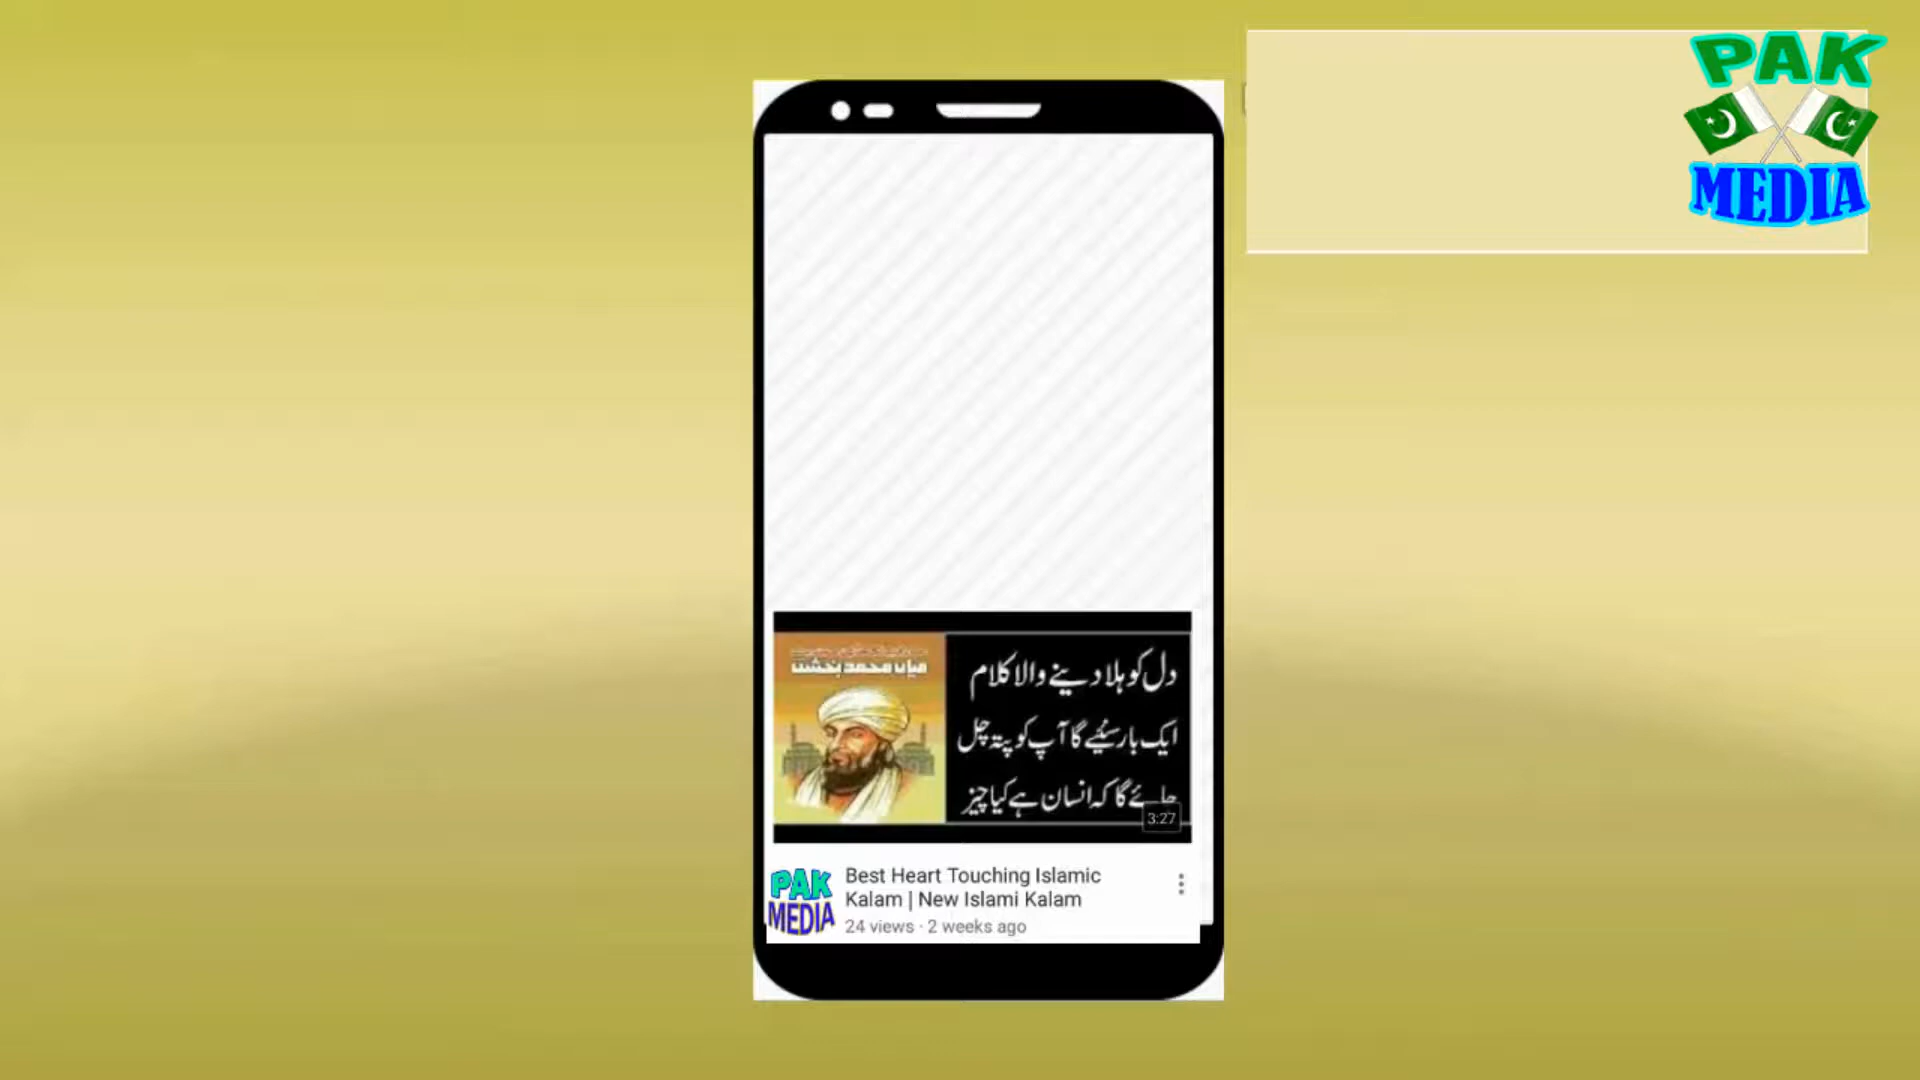 PAK
MEDIA
میاں محمد بخش
دل کو ہلا دینے والا کلام
ایک بار سنئیے گا آپ کو پتہ چل
جائے گا کہ انسان ہے کیا چیز
3:27
PAK
MEDIA
Best Heart Touching Islamic
Kalam | New Islami Kalam
24 views · 2 weeks ago